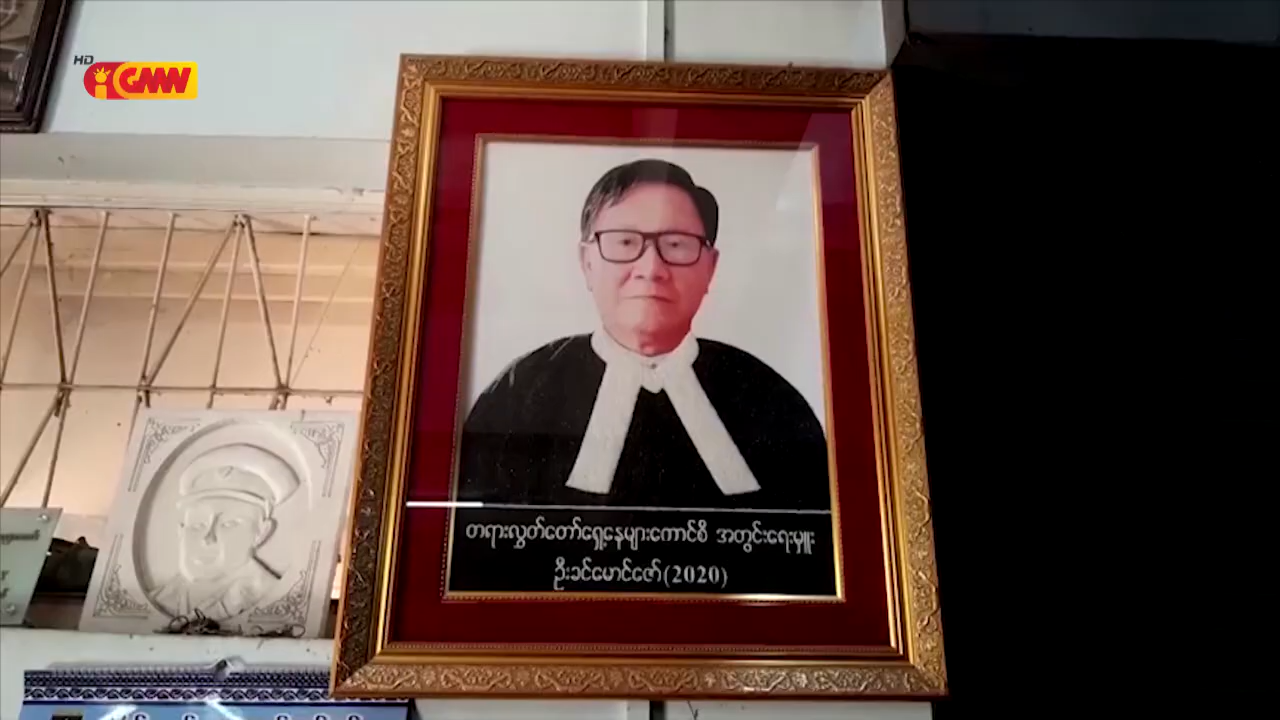 HD
GMW
တရားလွှတ်တော်ရှေ့နေများကောင်စီ အတွင်းရေးမှူး
ဦးခင်မောင်ဇော်(2020)